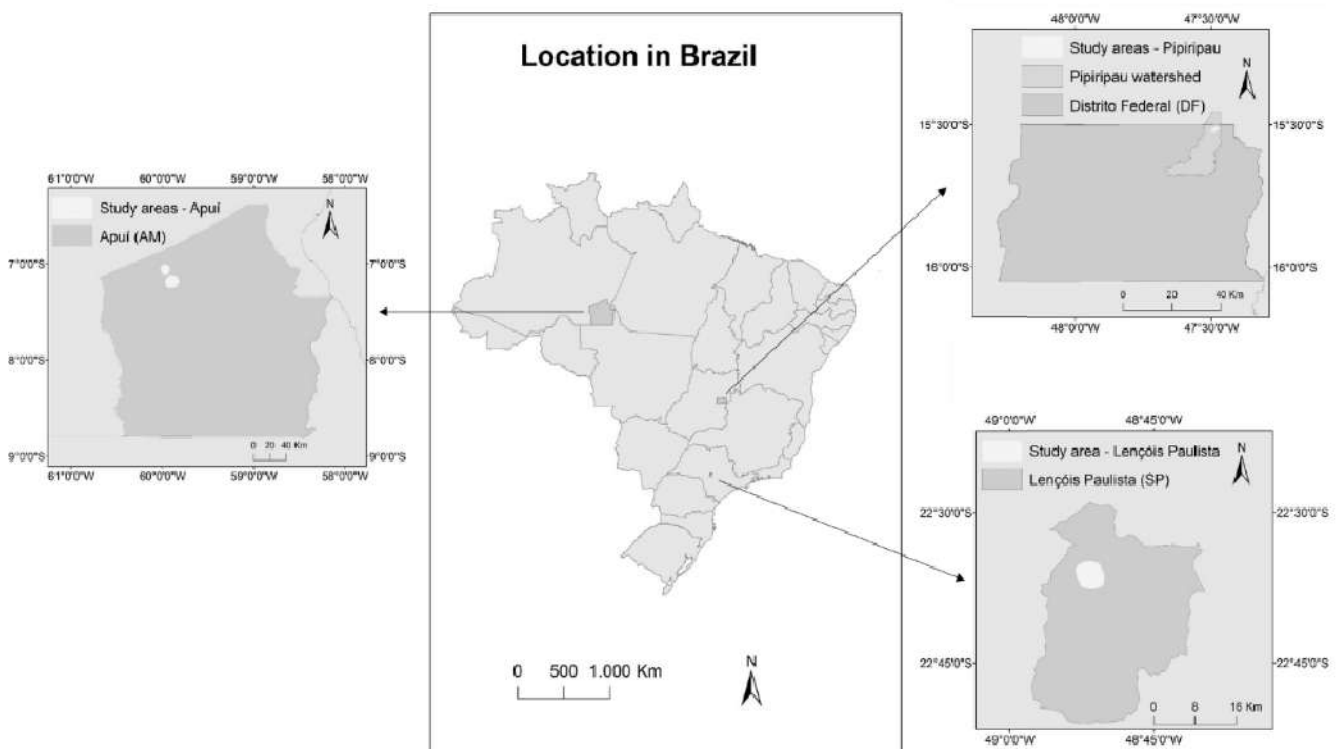 Location in Brazil
0 500 1.000 Km
N
61°0'0"W 60°0'0"W 59°0'0"W 58°0'0"W
Study areas - Apuí
Apuí (AM)
N
7°0'0"S 7°0'0"S
8°0'0"S 8°0'0"S
9°0'0"S 9°0'0"S
0 20 40 Km
61°0'0"W 60°0'0"W 59°0'0"W 58°0'0"W
48°0'0"W 47°30'0"W
Study areas - Pipiripau
Pipiripau watershed
Distrito Federal (DF)
N
15°30'0"S 15°30'0"S
16°0'0"S 16°0'0"S
0 20 40 Km
48°0'0"W 47°30'0"W
49°0'0"W 48°45'0"W
Study area - Lençóis Paulista
Lençóis Paulista (SP)
N
22°30'0"S 22°30'0"S
22°45'0"S 22°45'0"S
0 8 16 Km
49°0'0"W 48°45'0"W